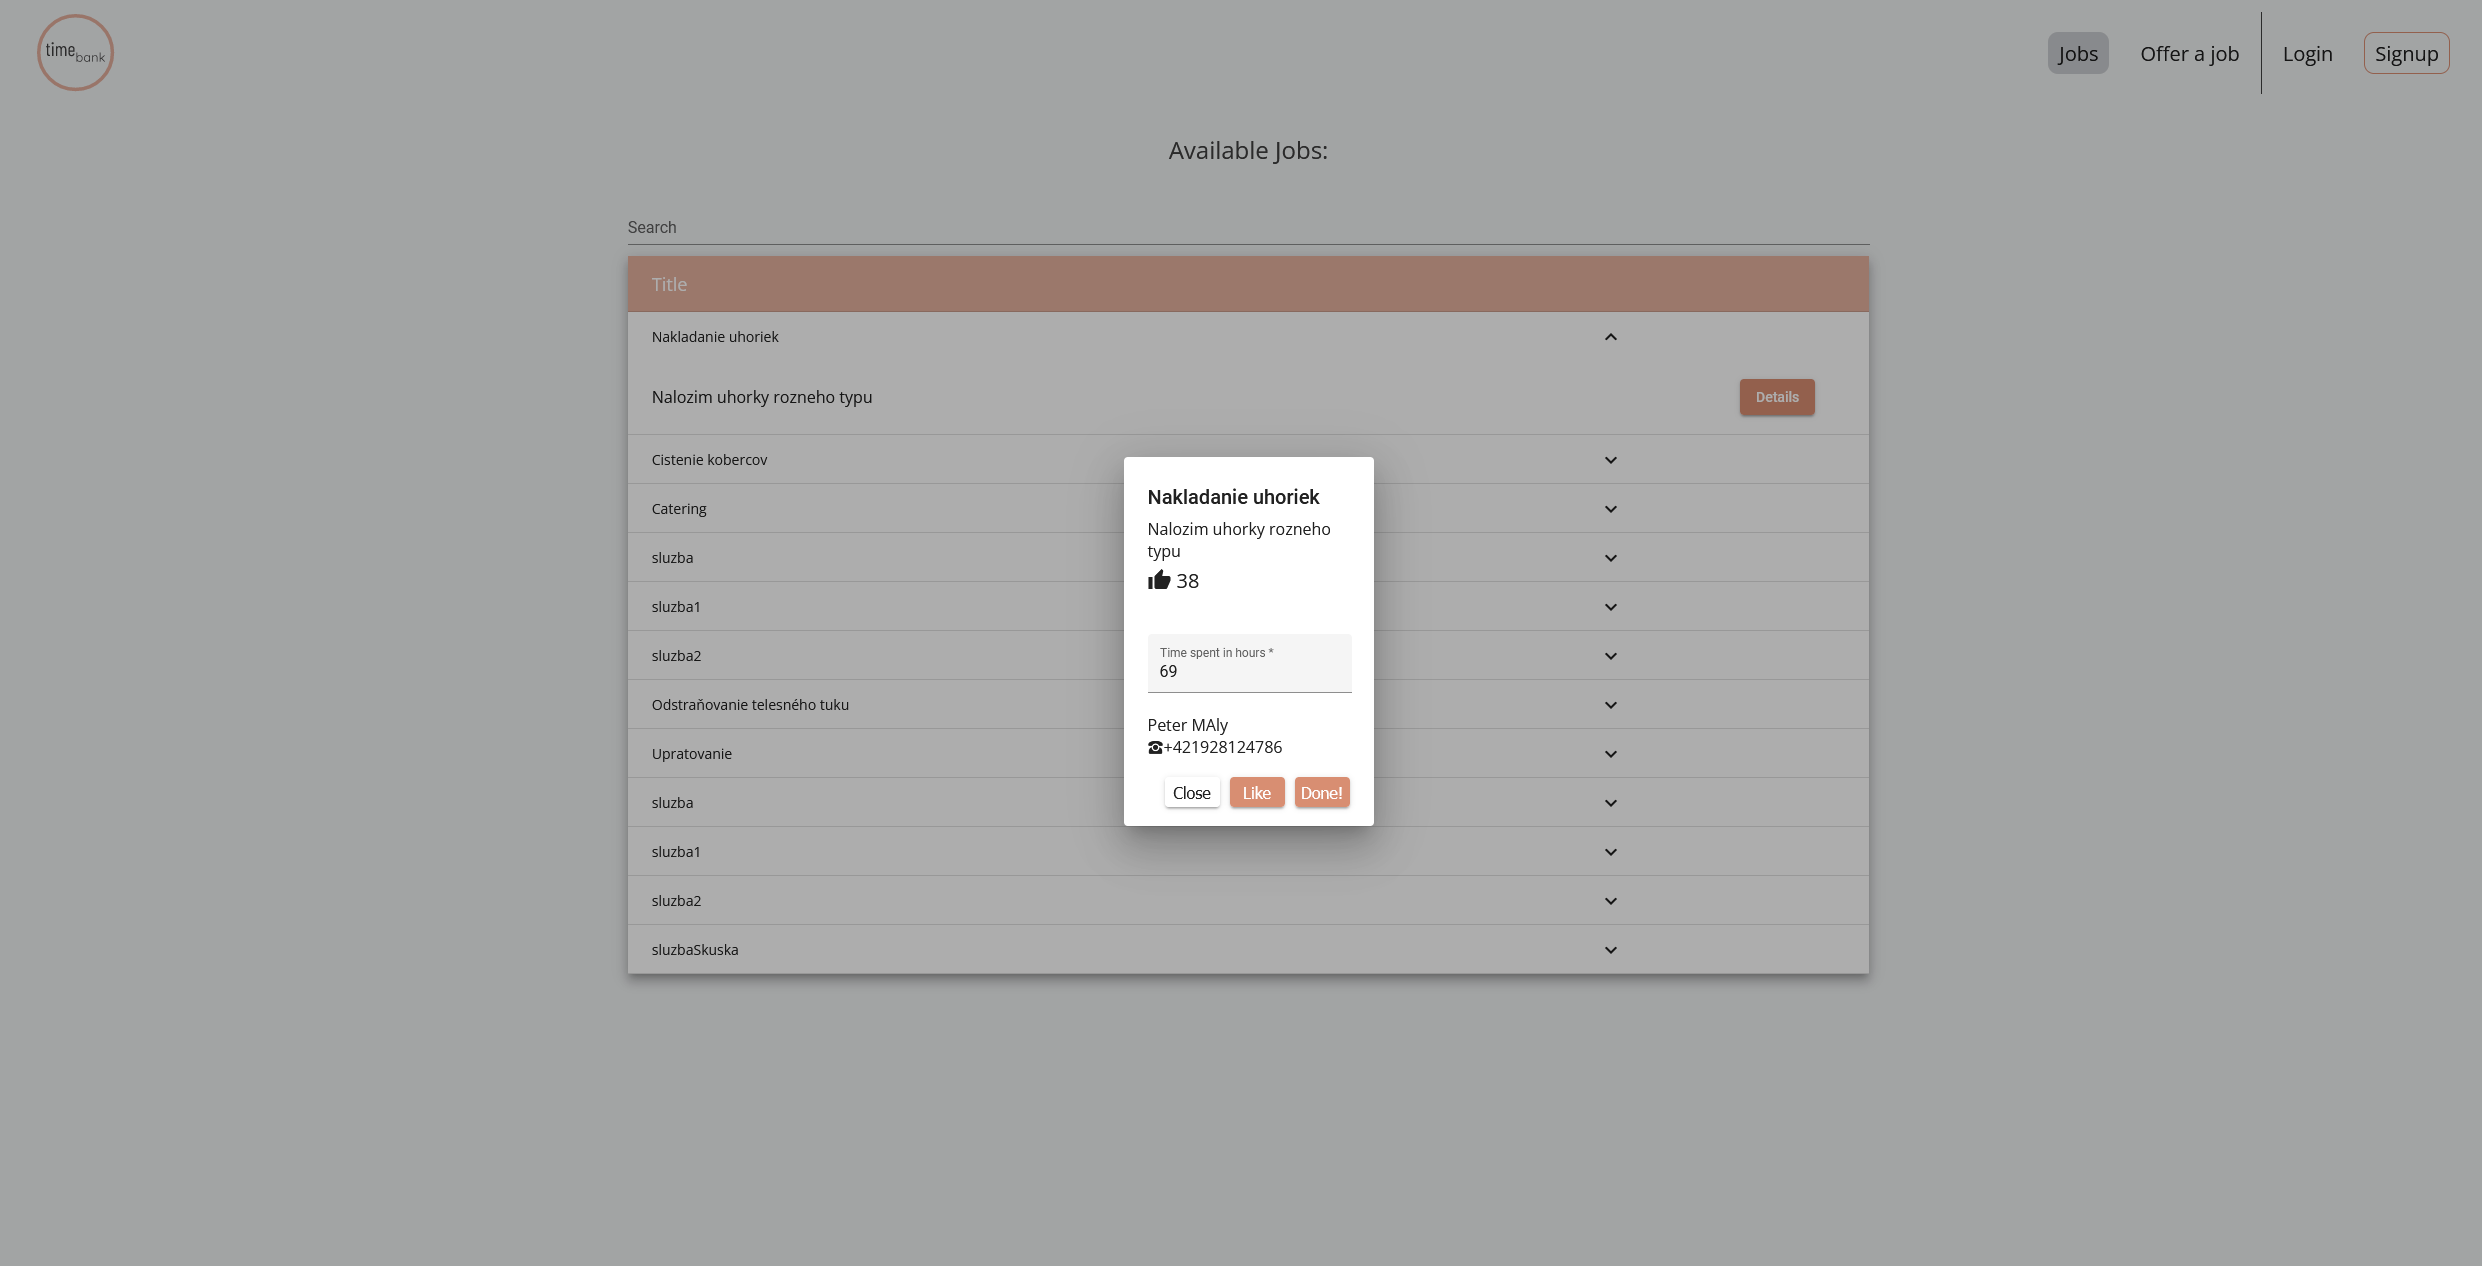 time bank
Jobs
Offer a job
Login
Signup
Available Jobs:
Search
Title
Nakladanie uhoriek
Nalozim uhorky rozneho typu
Details
Cistenie kobercov
Catering
sluzba
sluzba1
sluzba2
Odstraňovanie telesného tuku
Upratovanie
sluzba
sluzba1
sluzba2
sluzbaSkuska
Nakladanie uhoriek
Nalozim uhorky rozneho
typu
38
Time spent in hours *
69
Peter MAly
+421928124786
Close
Like
Done!